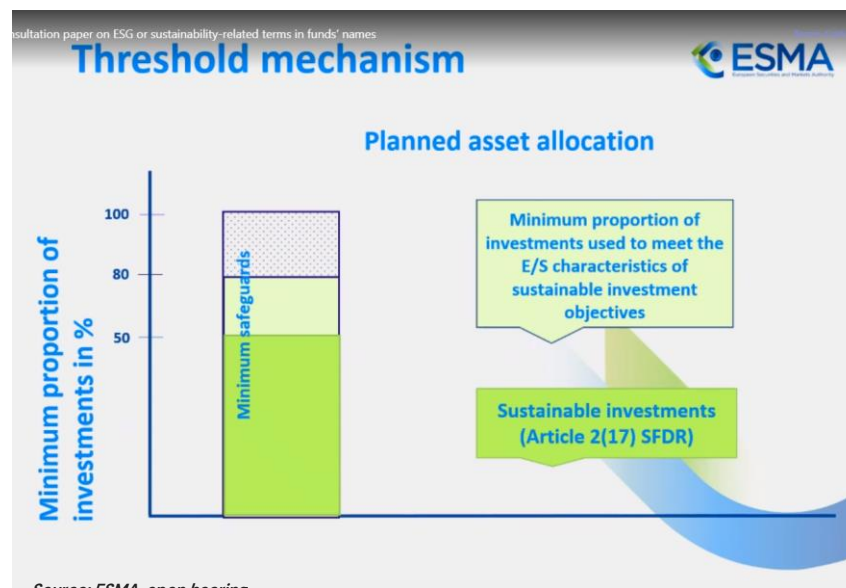 nsultation paper on ESG or sustainability-related terms in funds' names
Threshold mechanism
ESMA
European Securities and Markets Authority
Planned asset allocation
Minimum proportion of
investments in %
100
80
50
Minimum safeguards
Minimum proportion of
investments used to meet the
E/S characteristics of
sustainable investment
objectives
Sustainable investments
(Article 2(17) SFDR)
Source: ESMA, open hearing